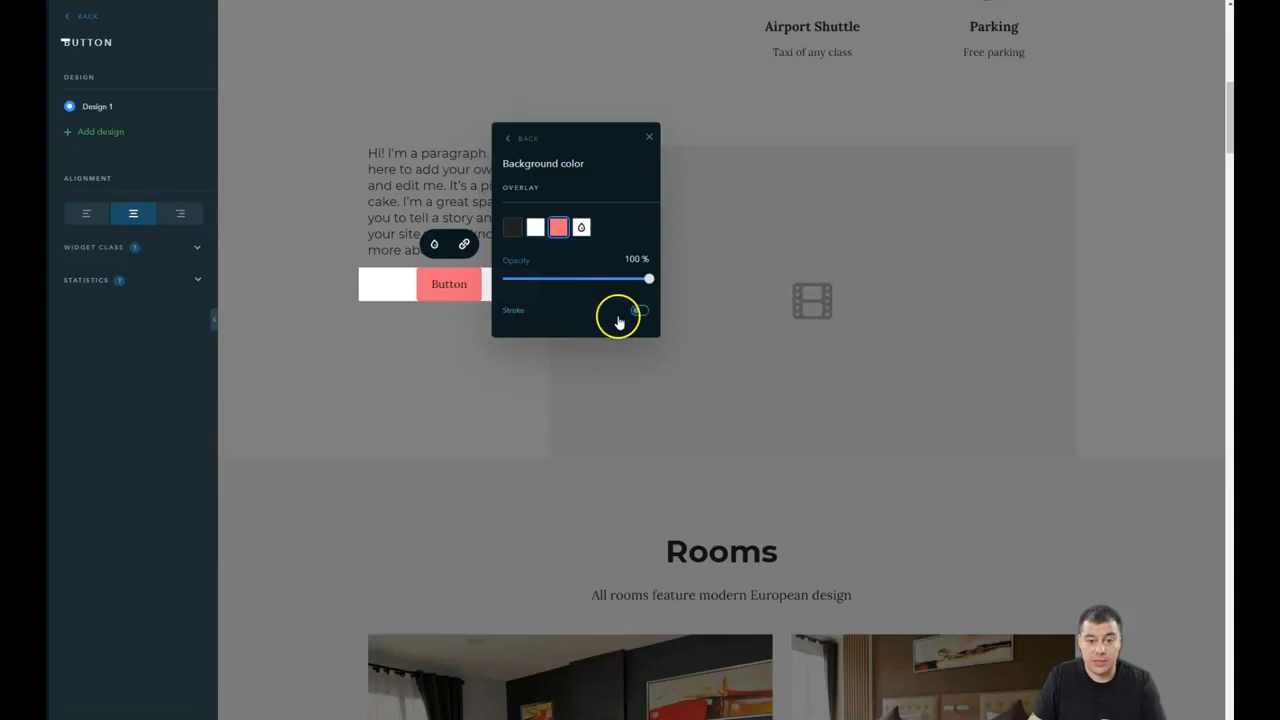 BACK
BUTTON
DESIGN
Design 1
+ Add design
ALIGNMENT
WIDGET CLASS ?
STATISTICS ?
Airport Shuttle
Taxi of any class
Parking
Free parking
Hi! I'm a paragraph.
here to add your ow
and edit me. It's a p
cake. I'm a great spa
you to tell a story an
your site know
more ab
Button
BACK
Background color
OVERLAY
Opacity
100 %
Stroke
Rooms
All rooms feature modern European design